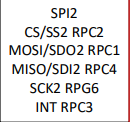 SPI2
CS/SS2 RPC2
MOSI/SDO2 RPC1
MISO/SDI2 RPC4
SCK2 RPG6
INT RPC3